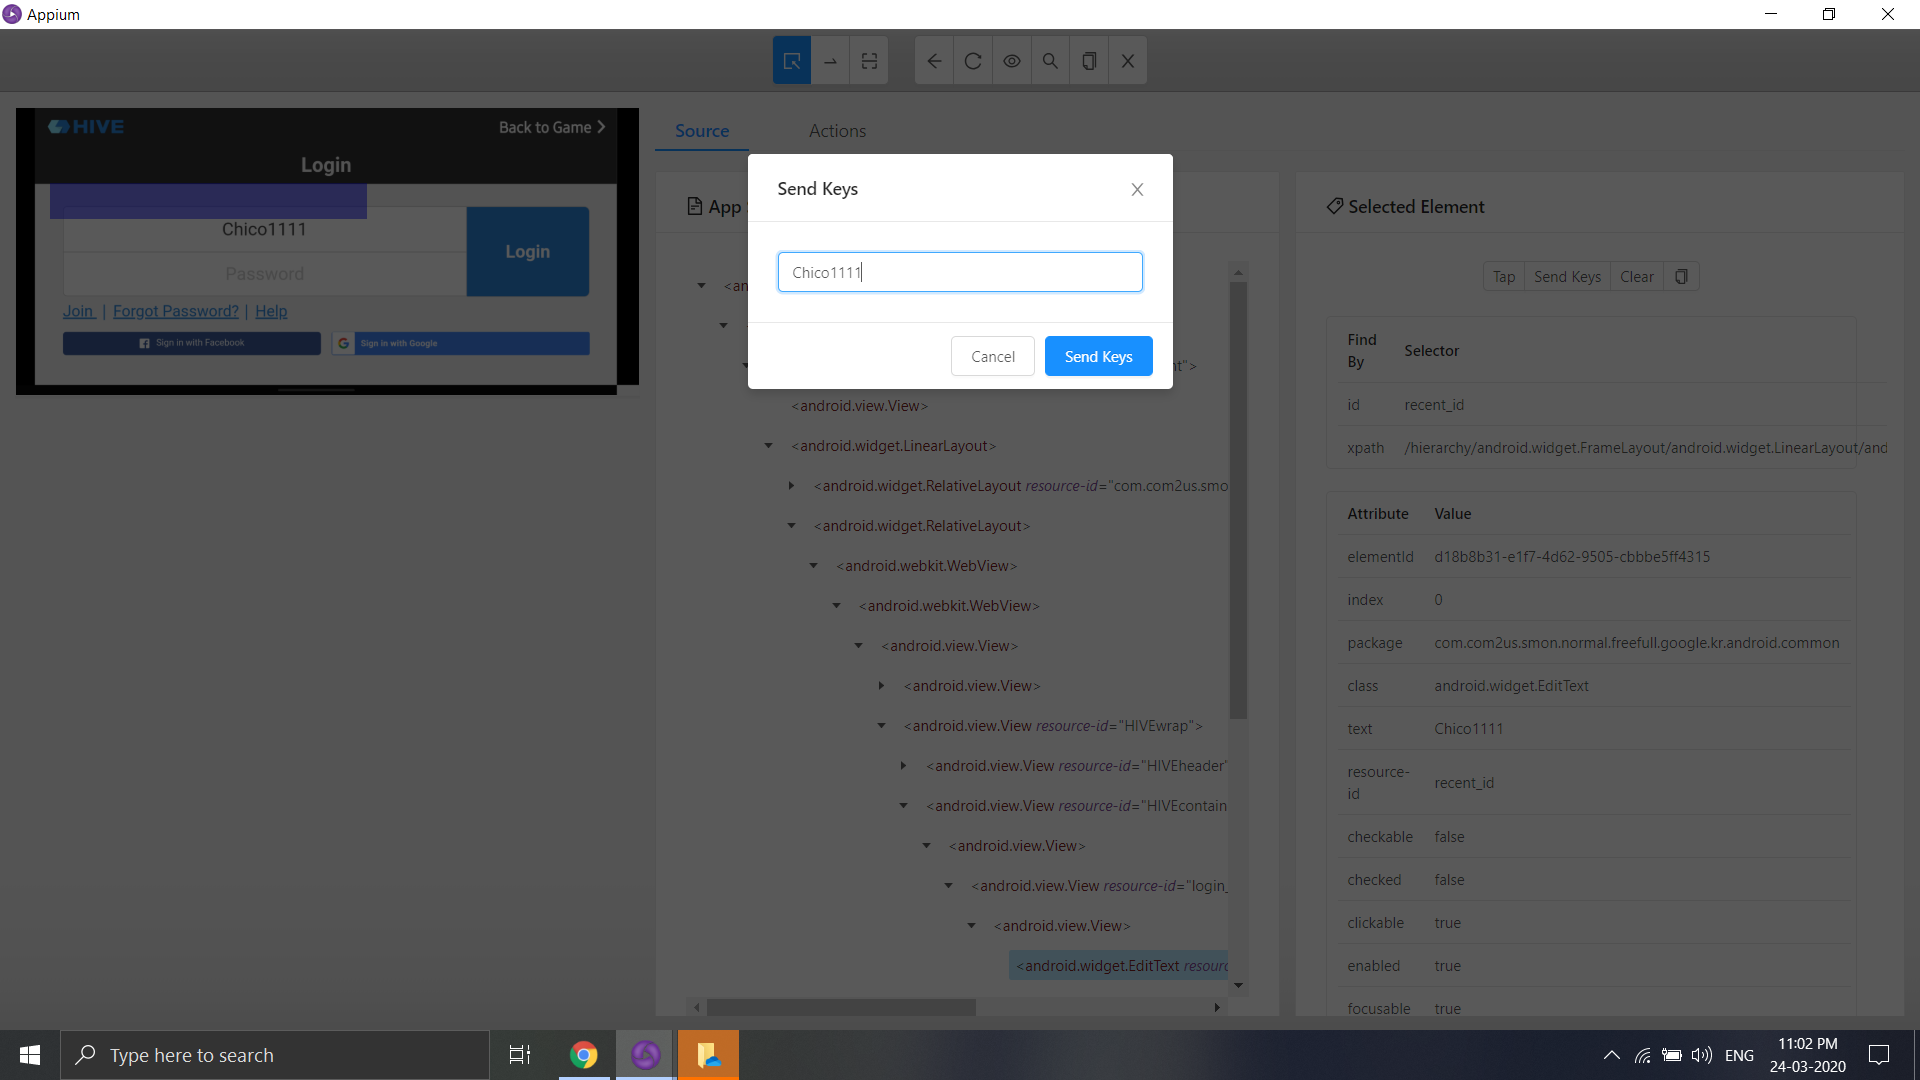 Appium
HIVE
Back to Game
Login
Chico1111
Login
Password
Join | Forgot Password? | Help
Sign in with Facebook
Sign in with Google
Source
Actions
App
Send Keys
Chico1111
Cancel
Send Keys
<an
nt">
<android.view.View>
<android.widget.LinearLayout>
<android.widget.RelativeLayout resource-id="com.com2us.smo
<android.widget.RelativeLayout>
<android.webkit.WebView>
<android.webkit.WebView>
<android.view.View>
<android.view.View>
<android.view.View resource-id="HIVEwrap">
<android.view.View resource-id="HIVEheader"
<android.view.View resource-id="HIVEcontain
<android.view.View>
<android.view.View resource-id="login_
<android.view.View>
<android.widget.EditText resourc
Selected Element
Tap
Send Keys
Clear
Find By
Selector
id
recent_id
xpath
/hierarchy/android.widget.FrameLayout/android.widget.LinearLayout/and
Attribute
Value
elementId
d18b8b31-e1f7-4d62-9505-cbbbe5ff4315
index
0
package
com.com2us.smon.normal.freefull.google.kr.android.common
class
android.widget.EditText
text
Chico1111
resource-id
recent_id
checkable
false
checked
false
clickable
true
enabled
true
focusable
true
Type here to search
ENG
11:02 PM
24-03-2020